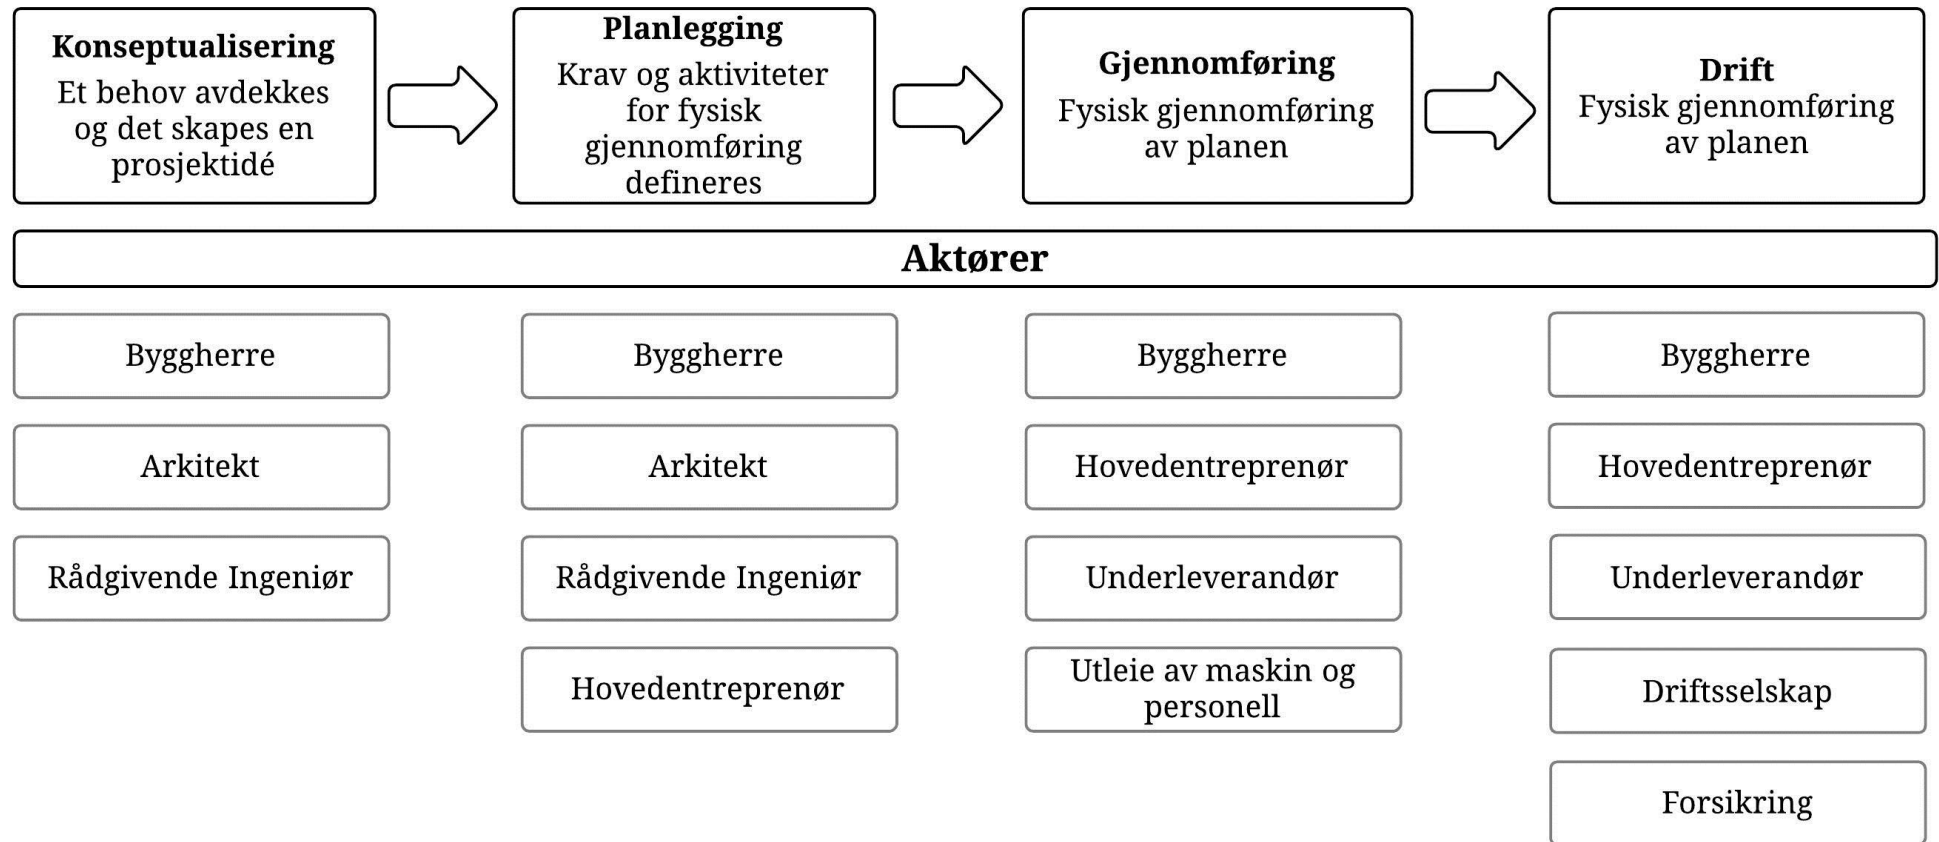 Konseptualisering
Et behov avdekkes
og det skapes en
prosjektidé
Planlegging
Krav og aktiviteter
for fysisk
gjennomføring
defineres
Gjennomføring
Fysisk gjennomføring
av planen
Drift
Fysisk gjennomføring
av planen
Aktører
Byggherre
Arkitekt
Rådgivende Ingeniør
Byggherre
Arkitekt
Rådgivende Ingeniør
Hovedentreprenør
Byggherre
Hovedentreprenør
Underleverandør
Utleie av maskin og
personell
Byggherre
Hovedentreprenør
Underleverandør
Driftsselskap
Forsikring